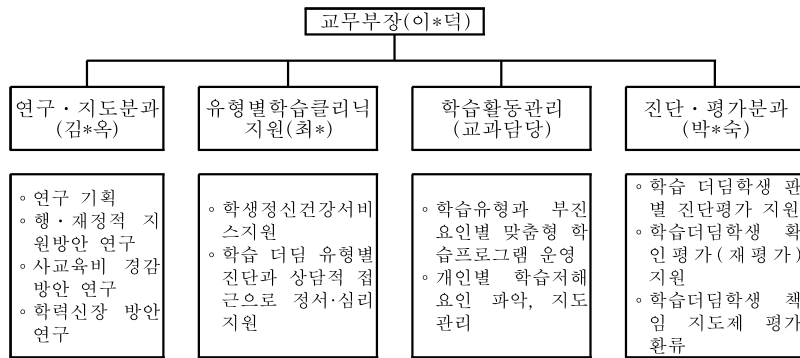 교무부장(이*덕)
연구・지도분과
(김*옥)
유형별학습클리닉
지원(최*)
학습활동관리
(교과담당)
진단・평가분과
(박*숙)
◦연구 기획
◦행・재정적 지
원방안 연구
◦사교육비 경감
방안 연구
◦학력신장 방안
연구
◦학생정신건강서비
스지원
◦학습 더딤 유형별
진단과 상담적 접
근으로 정서·심리
지원
◦학습유형과 부진
요인별 맞춤형 학
습프로그램 운영
◦개인별 학습저해
요인 파악, 지도
관리
◦학습 더딤학생 판
별 진단평가 지원
◦학습더딤학생 확
인평가(재평가)
지원
◦학습더딤학생 책
임 지도제 평가
환류